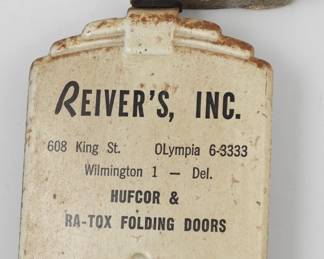 REIVER'S, INC.
608 King St. OLympia 6-3333
Wilmington 1 — Del.
HUFCOR &
RA-TOX FOLDING DOORS